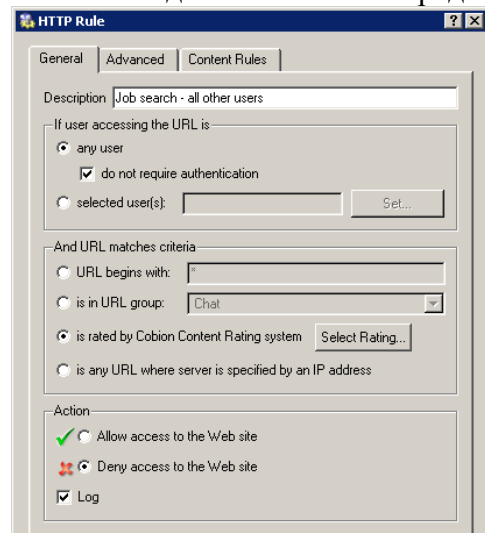 HTTP Rule
General Advanced Content Rules
Description Job search - all other users
If user accessing the URL is
any user
do not require authentication
selected user(s): Set...
And URL matches criteria
URL begins with: *
is in URL group: Chat
is rated by Cobion Content Rating system Select Rating...
is any URL where server is specified by an IP address
Action
Allow access to the Web site
Deny access to the Web site
Log